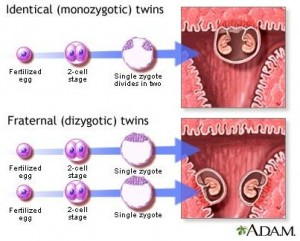 Identical (monozygotic) twins
Fertilized
egg
2-cell
stage
Single zygote
divides in two
Fraternal (dizygotic) twins
Fertilized
egg
2-cell
stage
Single zygote
Fertilized
egg
2-cell
stage
Single zygote
ADAM.